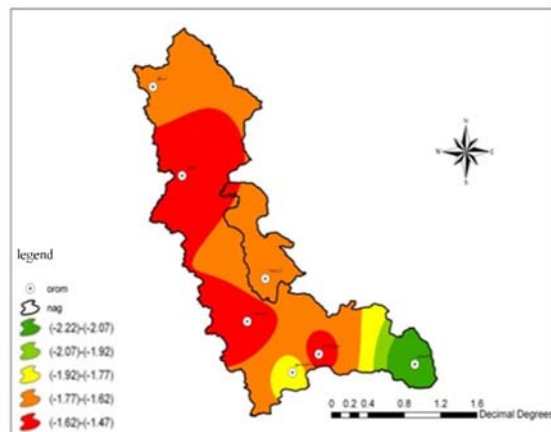 N
W E
S
legend
orom
nag
(-2.22)-(-2.07)
(-2.07)-(-1.92)
(-1.92)-(-1.77)
(-1.77)-(-1.62)
(-1.62)-(-1.47)
0 0.2 0.4 0.8 1.2 1.6
Decimal Degrees